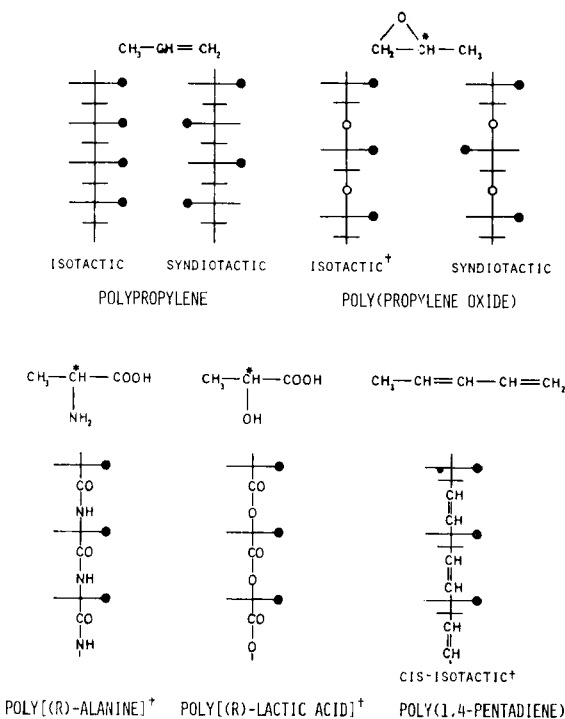 CH3—CH=CH2
O
CH2—CH—CH3
*
ISOTACTIC
SYNDIOTACTIC
ISOTACTIC†
SYNDIOTACTIC
POLYPROPYLENE
POLY(PROPYLENE OXIDE)
*
CH3—CH—COOH
NH2
*
CH3—CH—COOH
OH
CH3—CH=CH—CH=CH2
CO
NH
CO
NH
CO
NH
CO
O
CO
O
CO
O
CH
CH
CH
CH
CH
CH
CIS-ISOTACTIC†
POLY[(R)-ALANINE]†
POLY[(R)-LACTIC ACID]†
POLY(1,4-PENTADIENE)